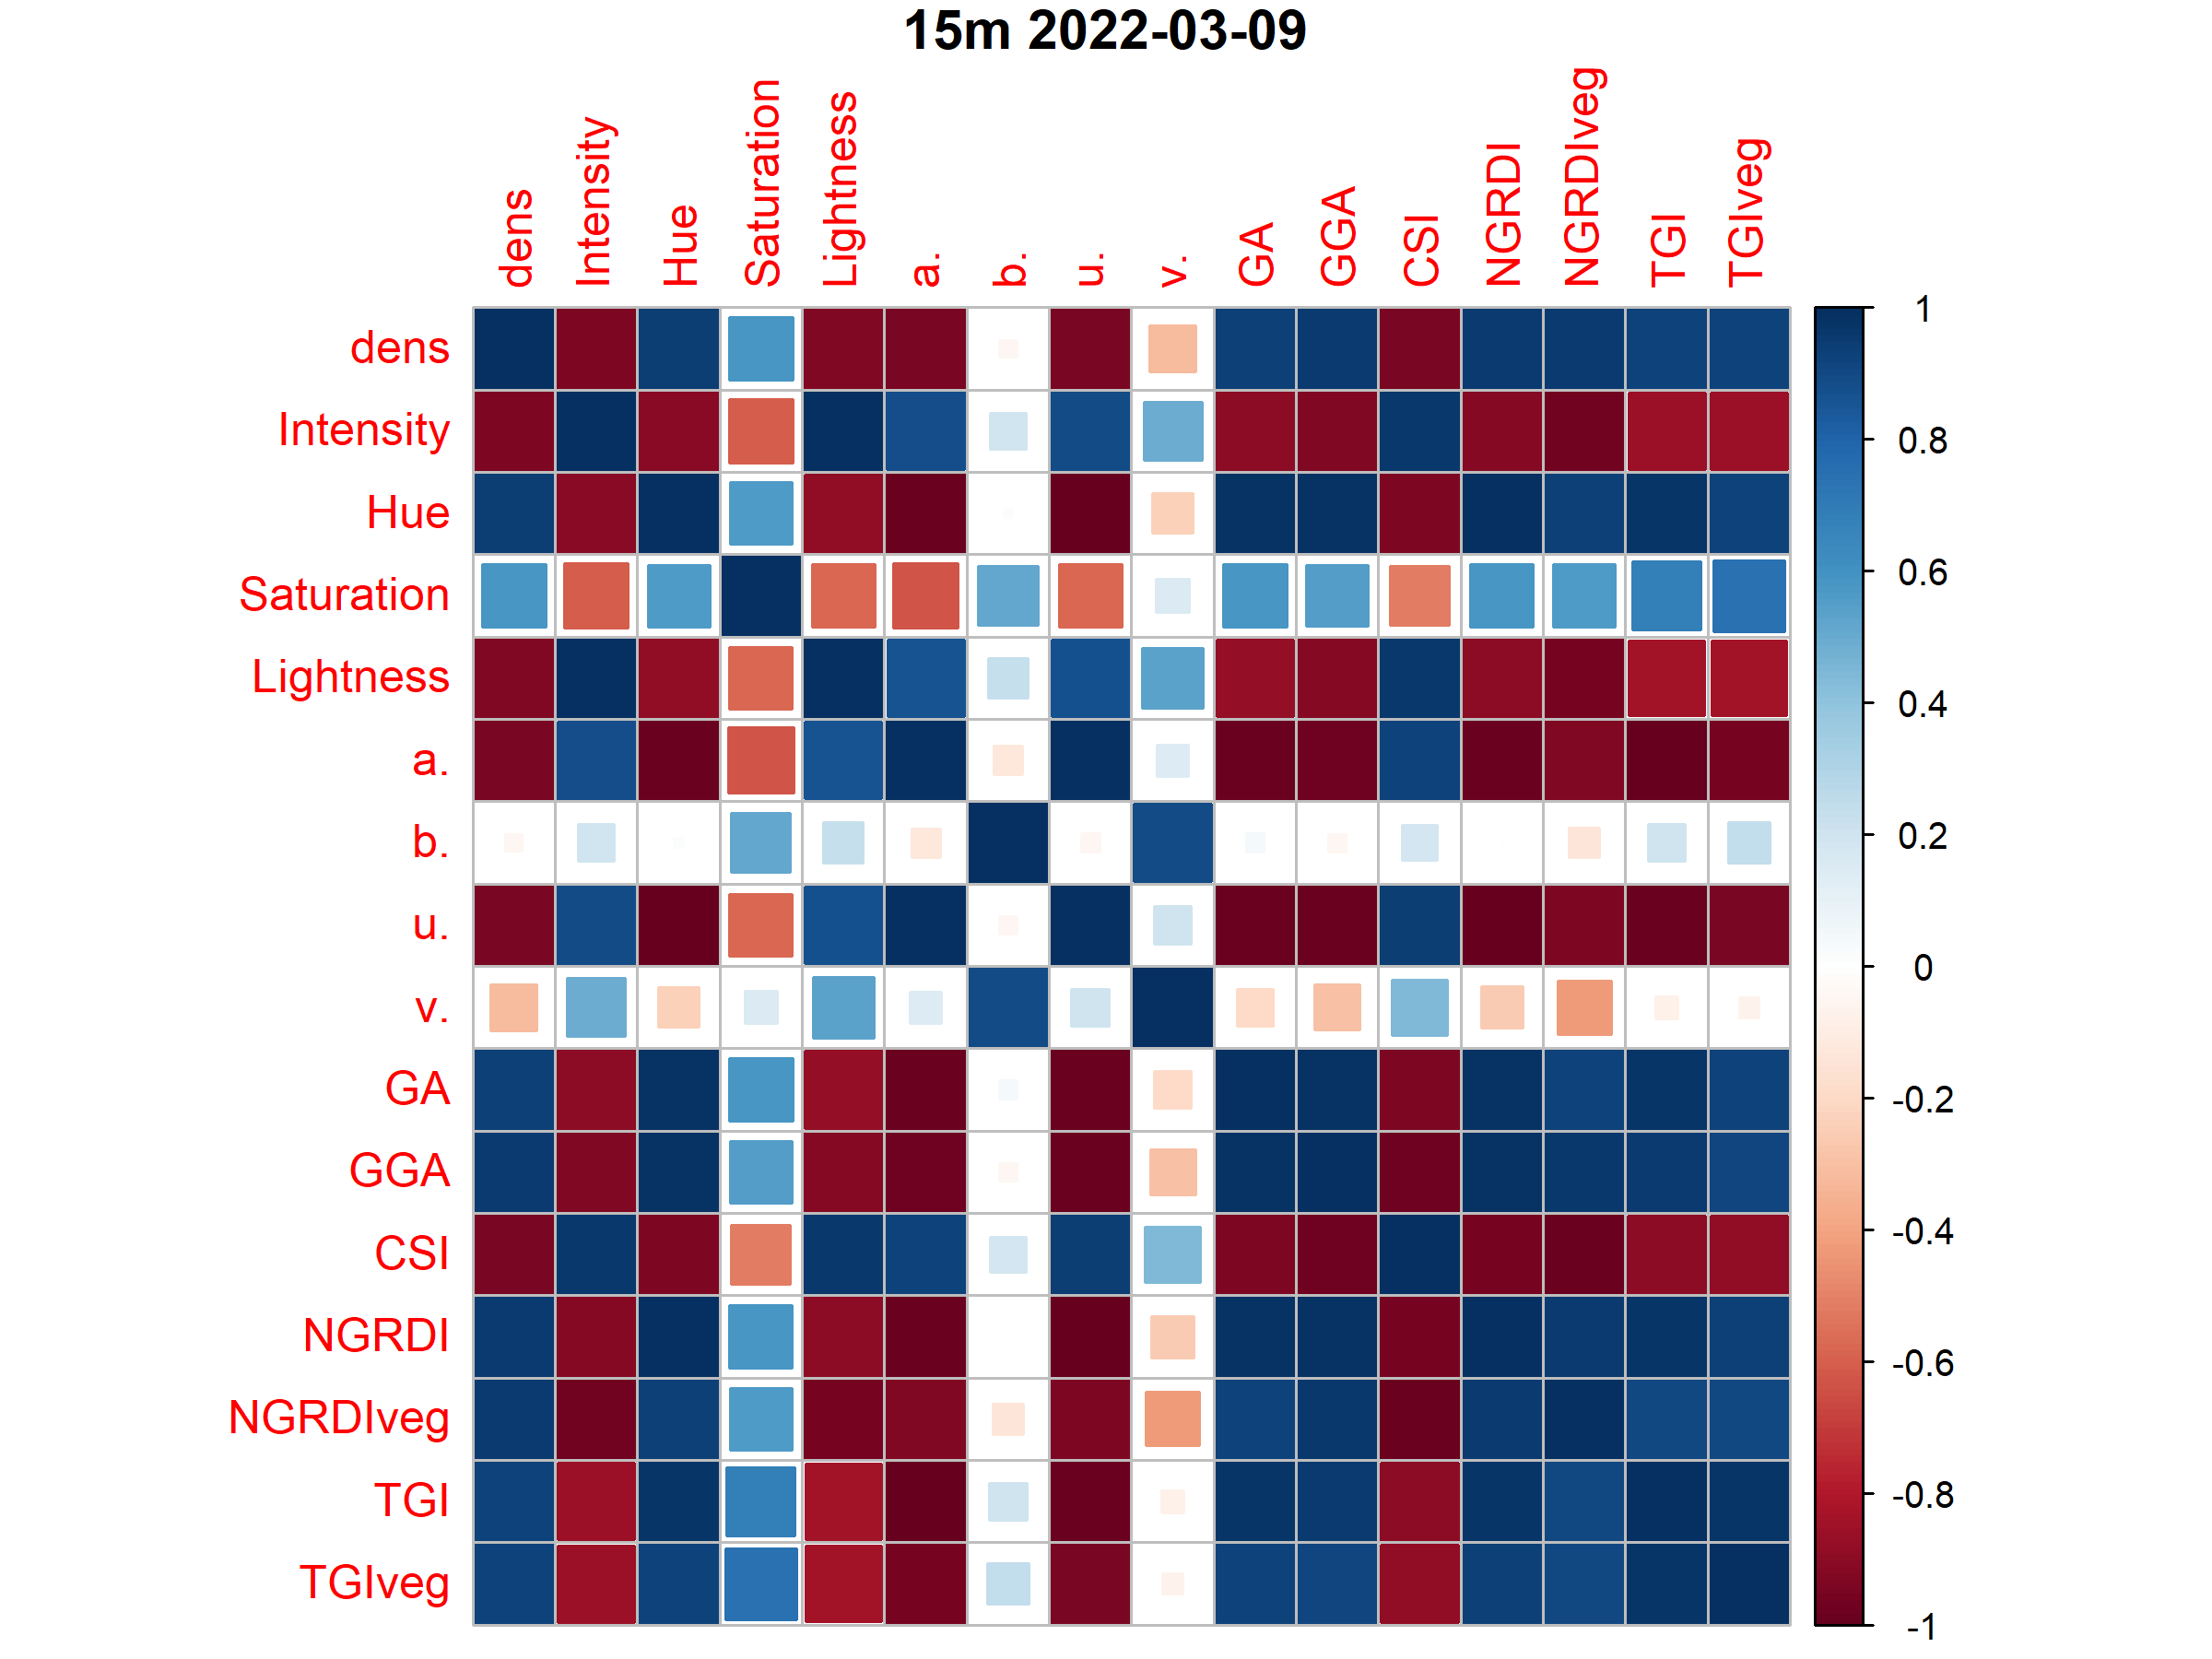 15m 2022-03-09
dens Intensity Hue Saturation Lightness a. b. u. v. GA GGA CSI NGRDI NGRDIveg TGI TGIveg
dens
Intensity
Hue
Saturation
Lightness
a.
b.
u.
v.
GA
GGA
CSI
NGRDI
NGRDIveg
TGI
TGIveg
1
0.8
0.6
0.4
0.2
0
-0.2
-0.4
-0.6
-0.8
-1